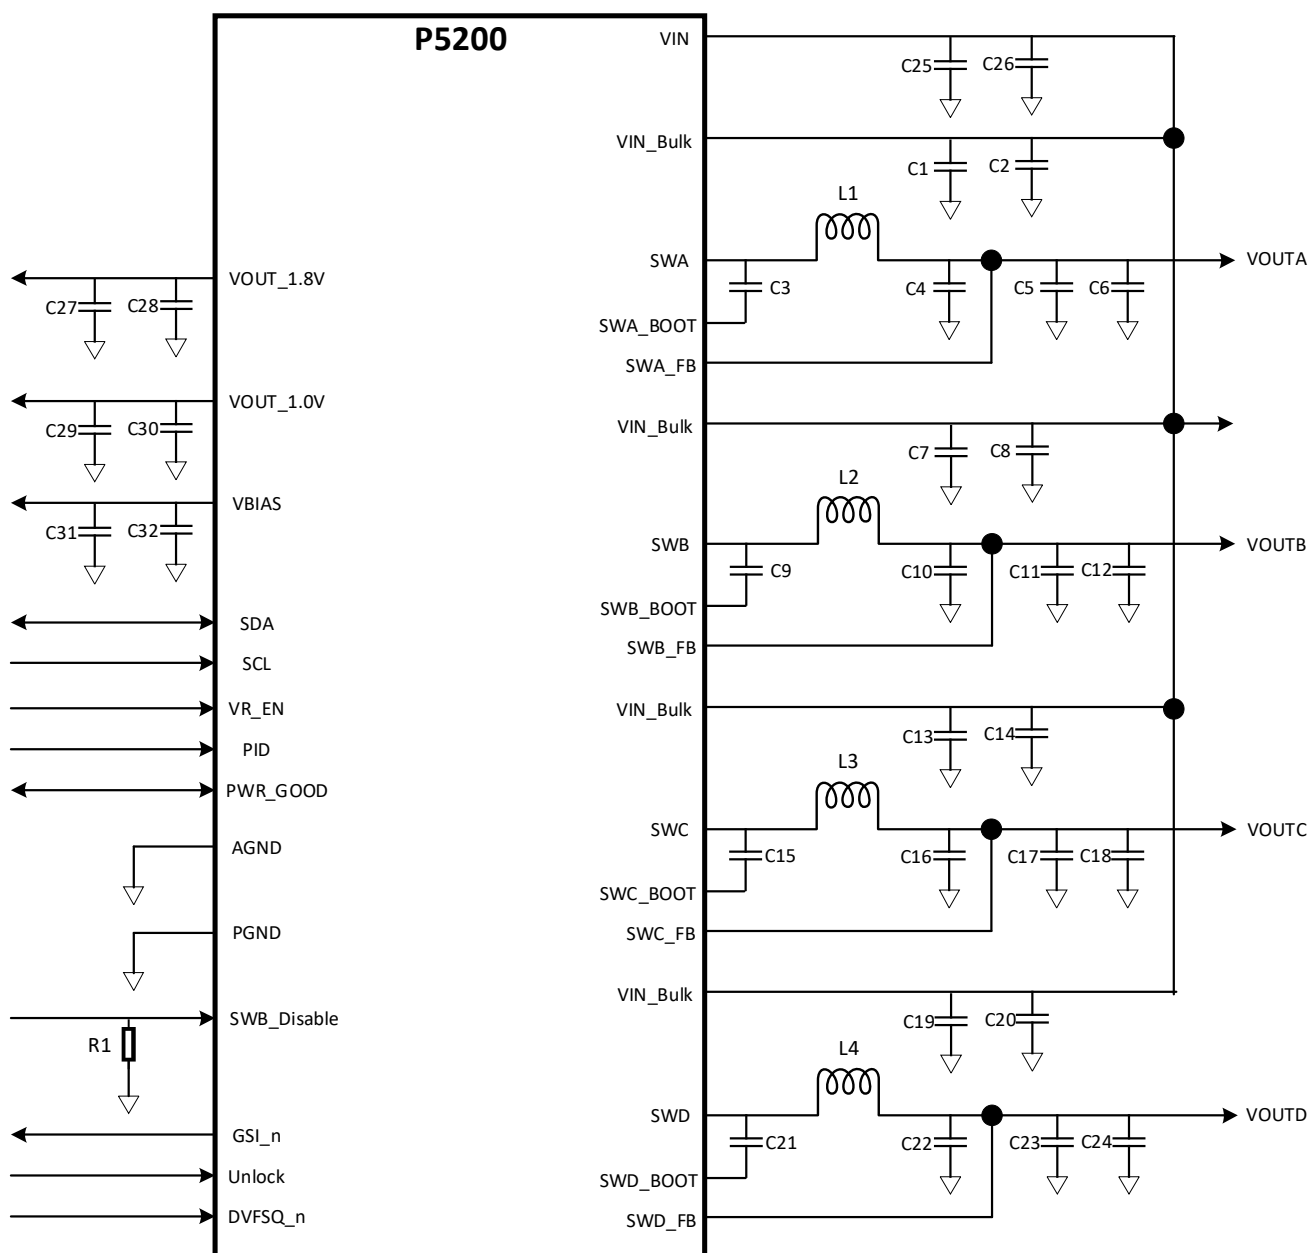 P5200
VIN
C25
C26
VIN_Bulk
C1
C2
L1
SWA
VOUTA
C3
C4
C5
C6
SWA_BOOT
SWA_FB
VOUT_1.8V
C27
C28
VOUT_1.0V
C29
C30
VIN_Bulk
C7
C8
L2
VBIAS
C31
C32
SWB
VOUTB
C9
C10
C11
C12
SWB_BOOT
SWB_FB
SDA
SCL
VR_EN
PID
PWR_GOOD
VIN_Bulk
C13
C14
L3
SWC
VOUTC
C15
C16
C17
C18
SWC_BOOT
SWC_FB
AGND
PGND
VIN_Bulk
C19
C20
SWB_Disable
R1
L4
SWD
VOUTD
C21
C22
C23
C24
SWD_BOOT
SWD_FB
GSI_n
Unlock
DVFSQ_n